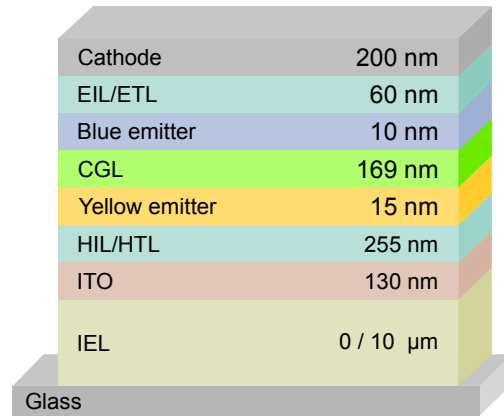 Cathode 200 nm
EIL/ETL 60 nm
Blue emitter 10 nm
CGL 169 nm
Yellow emitter 15 nm
HIL/HTL 255 nm
ITO 130 nm
IEL 0 / 10 μm
Glass